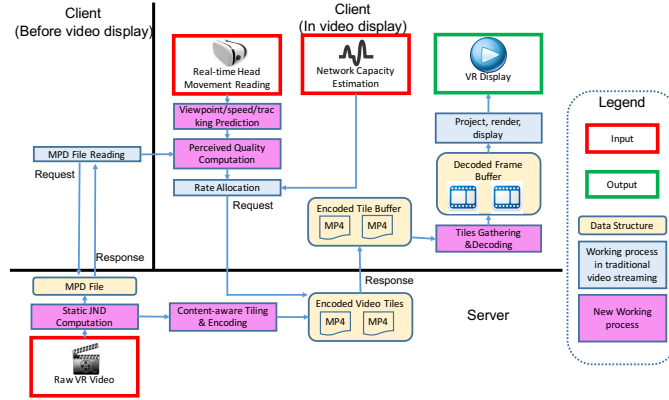 Client
(Before video display)
Client
(In video display)
Real-time Head
Movement Reading
Network Capacity
Estimation
VR Display
Legend
Input
Output
Data Structure
Working process
in traditional
video streaming
New Working
process
Viewpoint/speed/trac
king Prediction
Project, render,
display
MPD File Reading
Perceived Quality
Computation
Decoded Frame
Buffer
Request
Rate Allocation
Request
Encoded Tile Buffer
MP4
MP4
Tiles Gathering
&Decoding
Response
Response
MPD File
Static JND
Computation
Content-aware Tiling
& Encoding
Encoded Video Tiles
MP4
MP4
Server
Raw VR Video